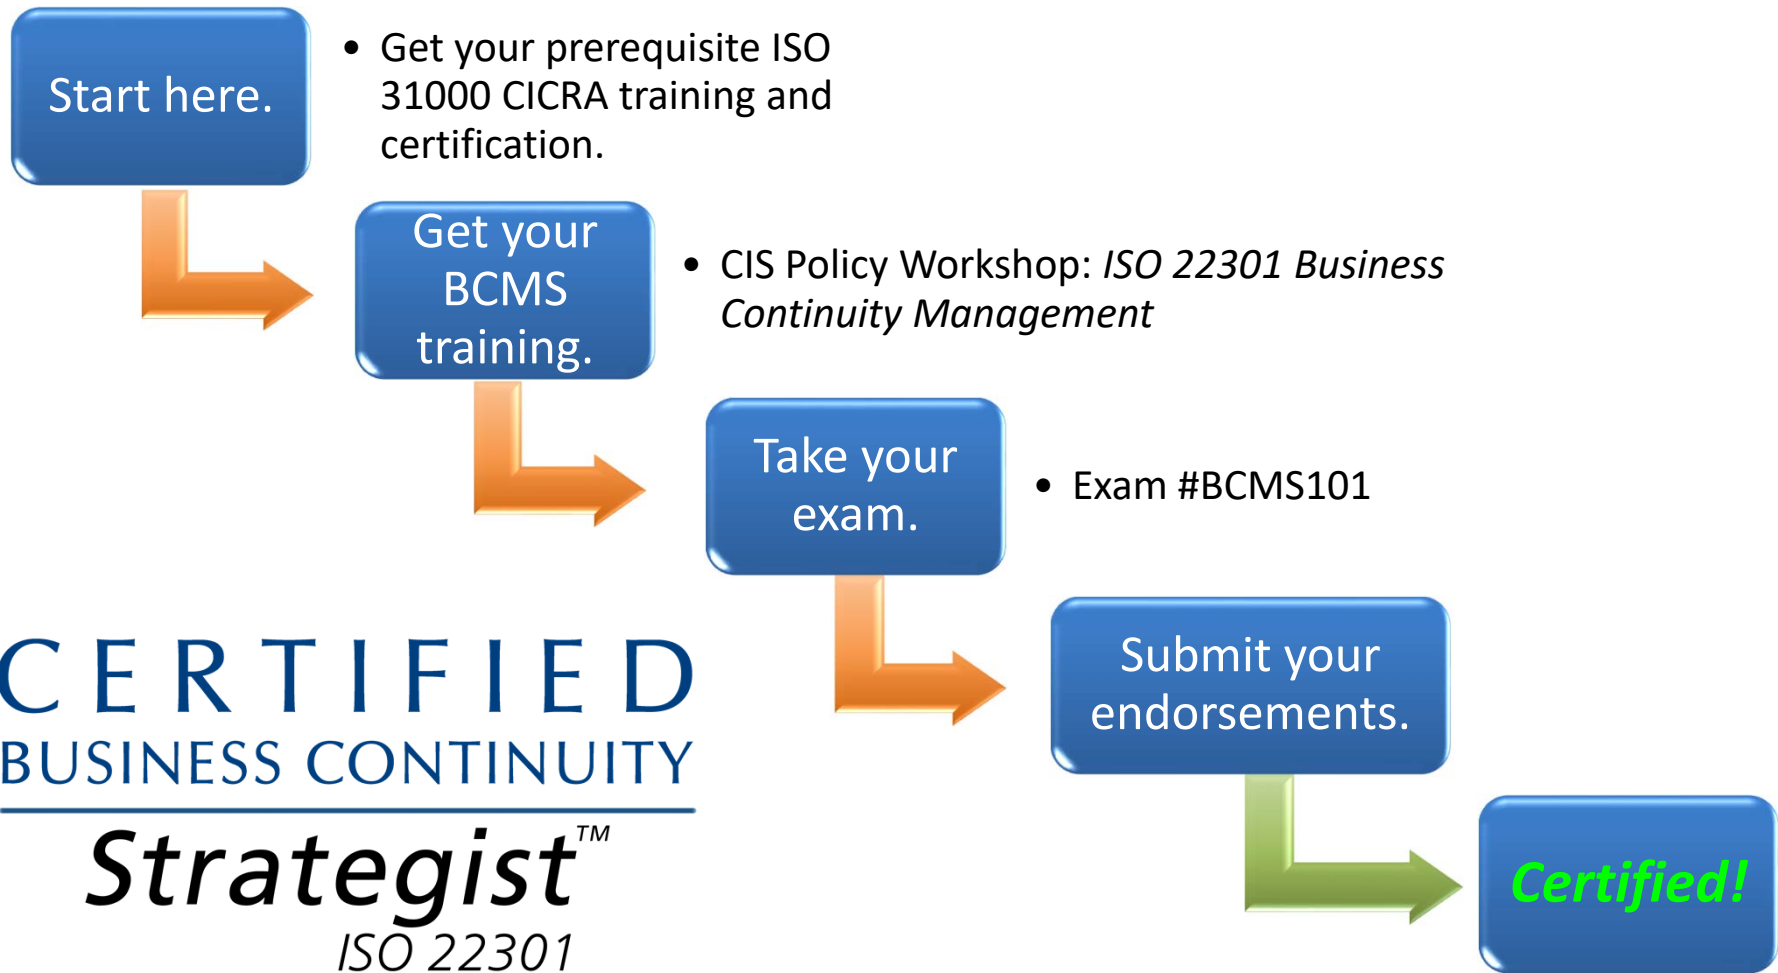 Start here.
• Get your prerequisite ISO
31000 CICRA training and
certification.
Get your
BCMS
training.
• CIS Policy Workshop: ISO 22301 Business
Continuity Management
Take your
exam.
• Exam #BCMS101
Submit your
endorsements.
Certified!
CERTIFIED
BUSINESS CONTINUITY
Strategist™
ISO 22301